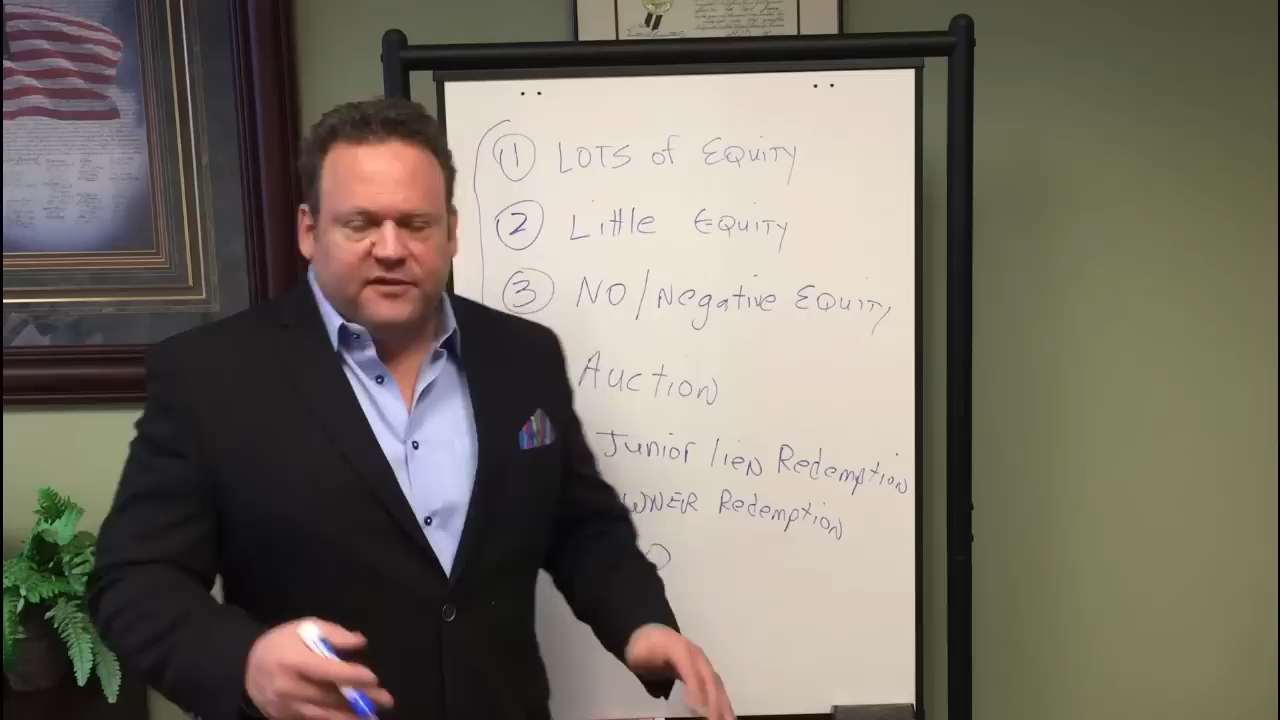 1 LOTS of EQUITY
2 Little EQUITY
3 NO/Negative EQUITY
Auction
Junior lien Redemption
WNER Redemption
O